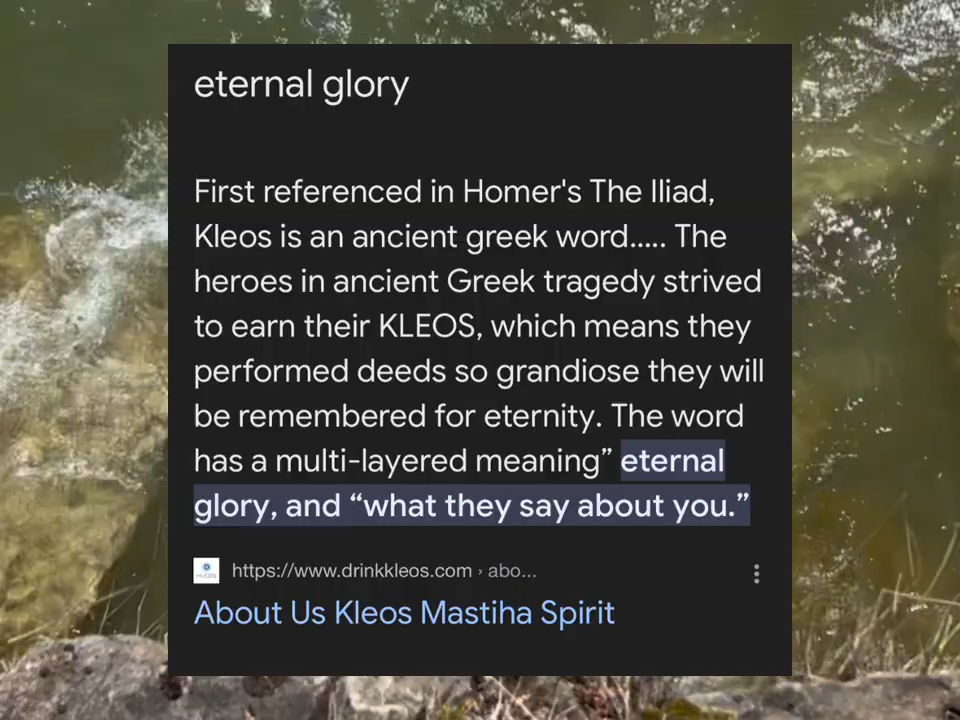 eternal glory
First referenced in Homer's The Iliad,
Kleos is an ancient greek word..... The
heroes in ancient Greek tragedy strived
to earn their KLEOS, which means they
performed deeds so grandiose they will
be remembered for eternity. The word
has a multi-layered meaning” eternal
glory, and “what they say about you.”
https://www.drinkkleos.com › abo...
About Us Kleos Mastiha Spirit